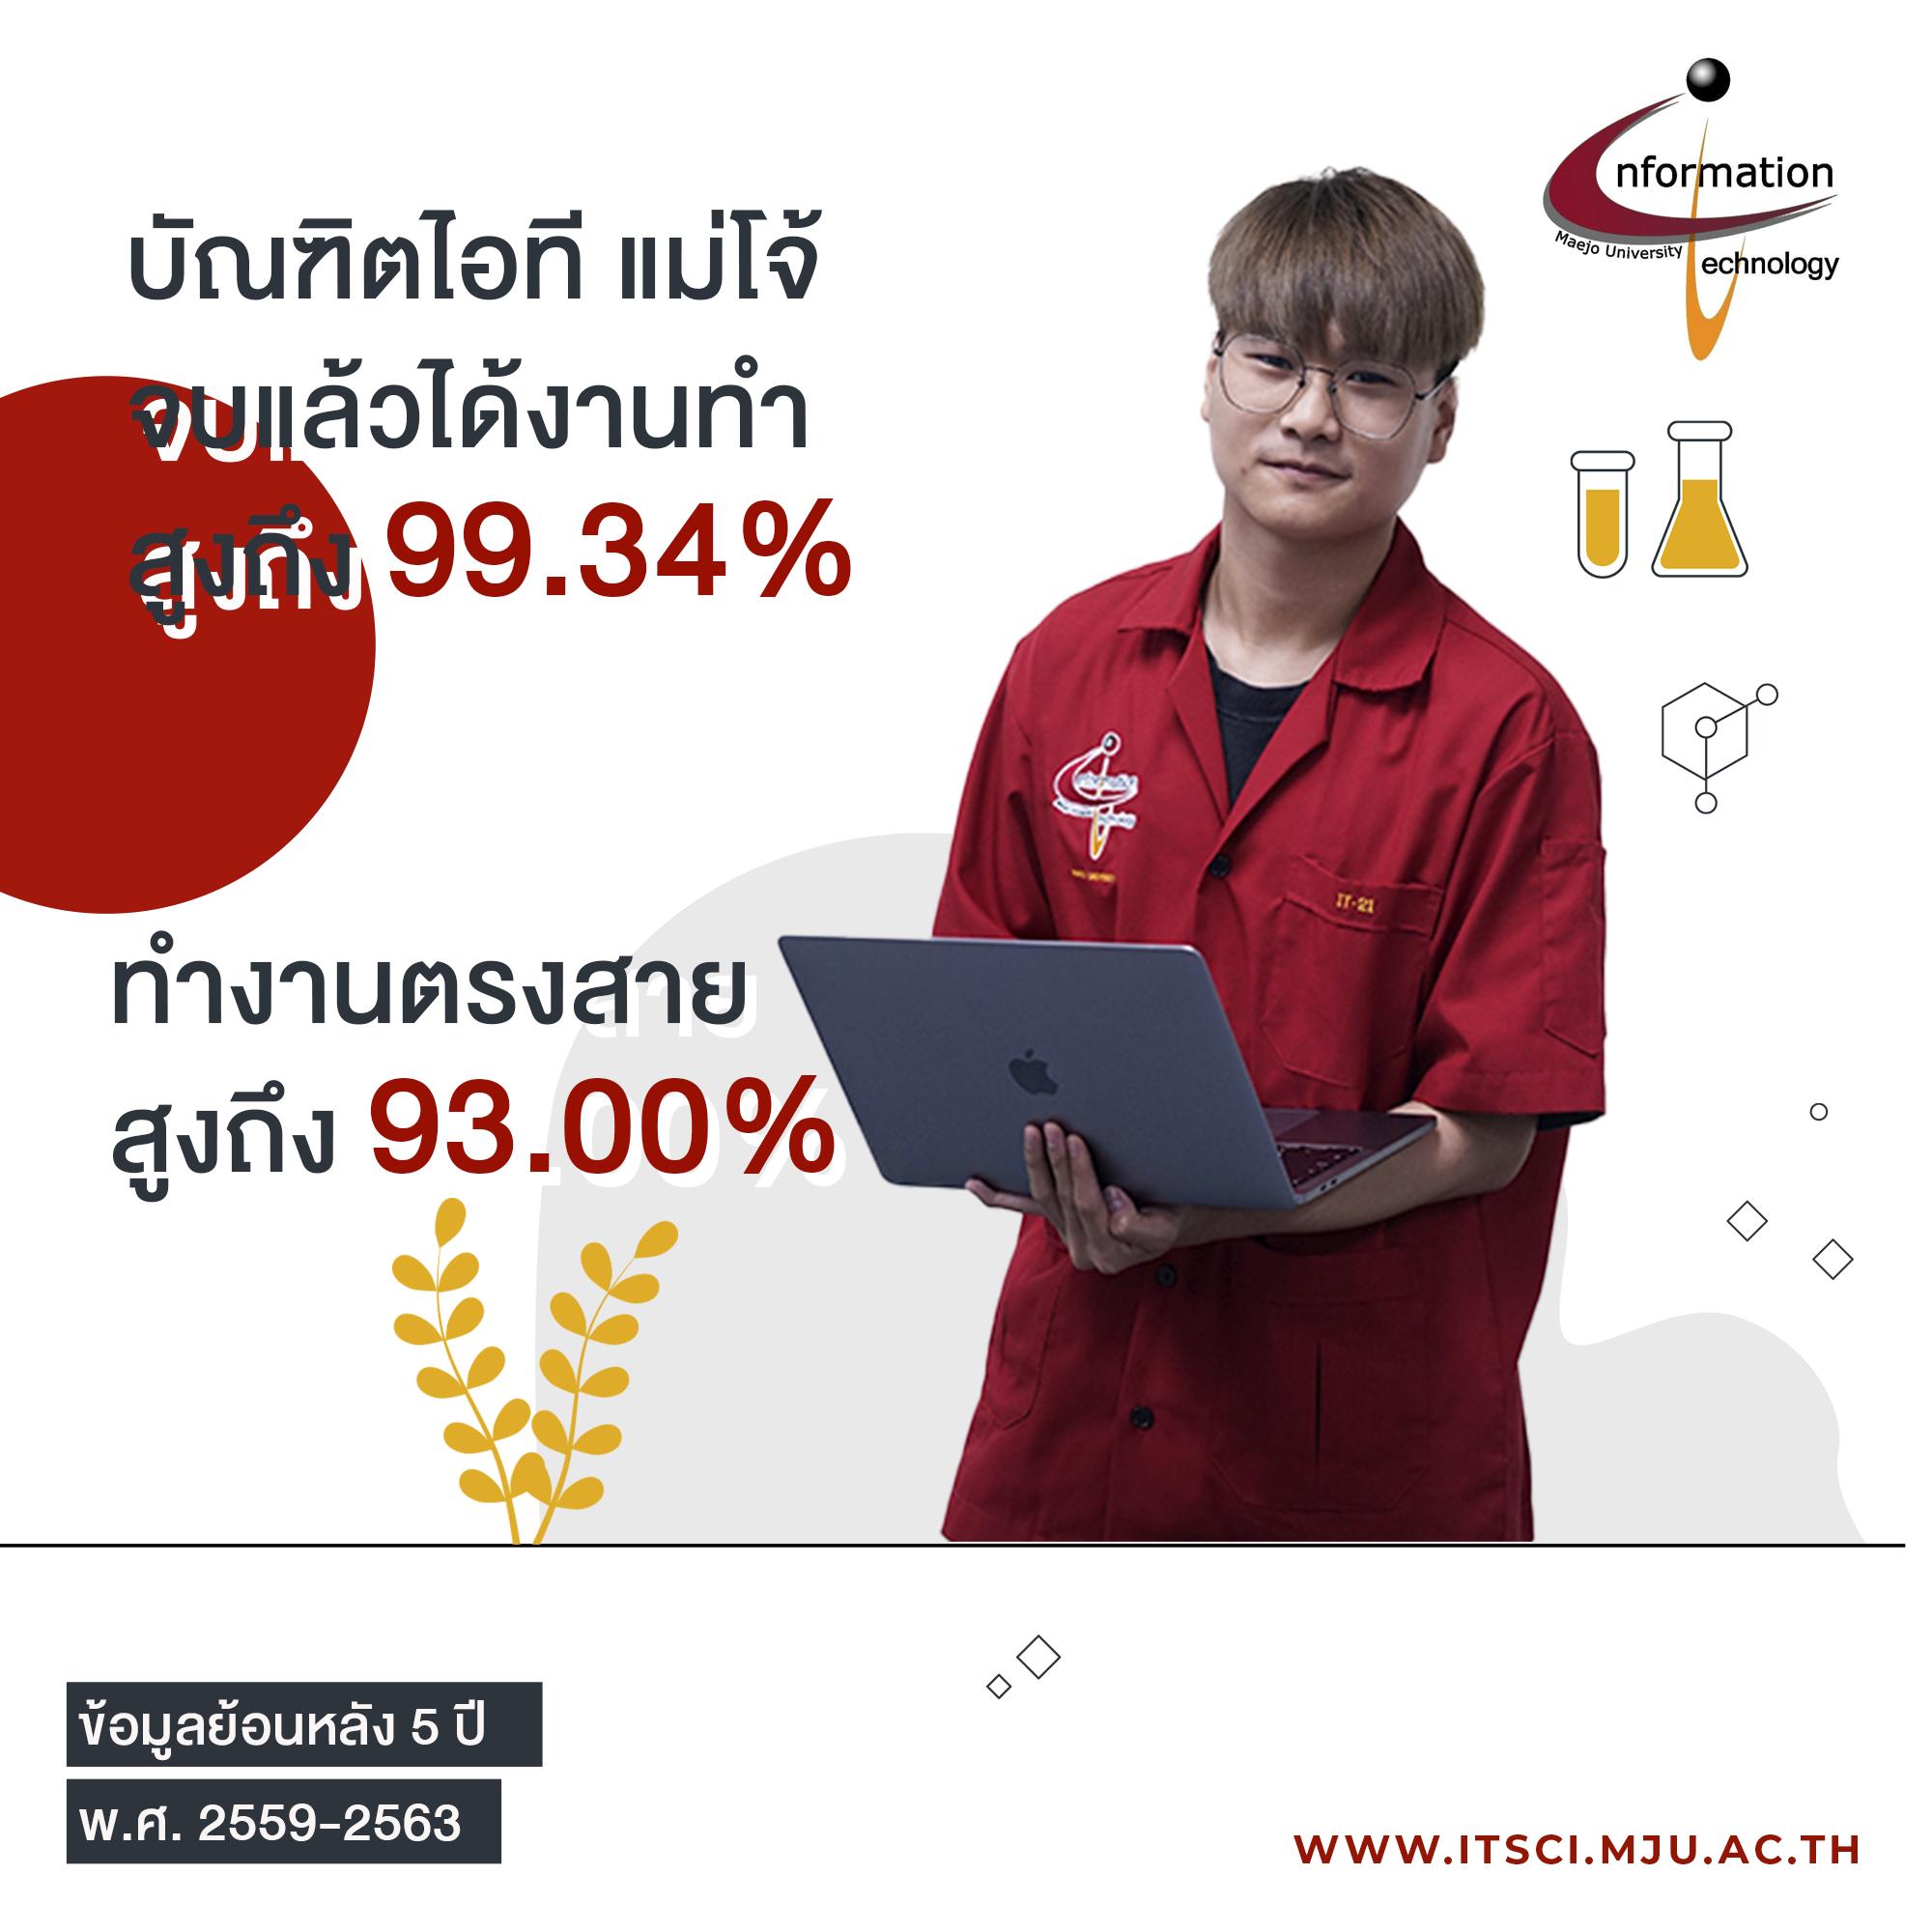 บัณฑิตไอที แม่โจ้
จบแล้วได้งานทำ
สูงถึง 99.34%
nformation
Maejo University
echnology
IT-21
ทำงานตรงสาย
สูงถึง 93.00%
ข้อมูลย้อนหลัง 5 ปี
พ.ศ. 2559-2563
WWW.ITSCI.MJU.AC.TH